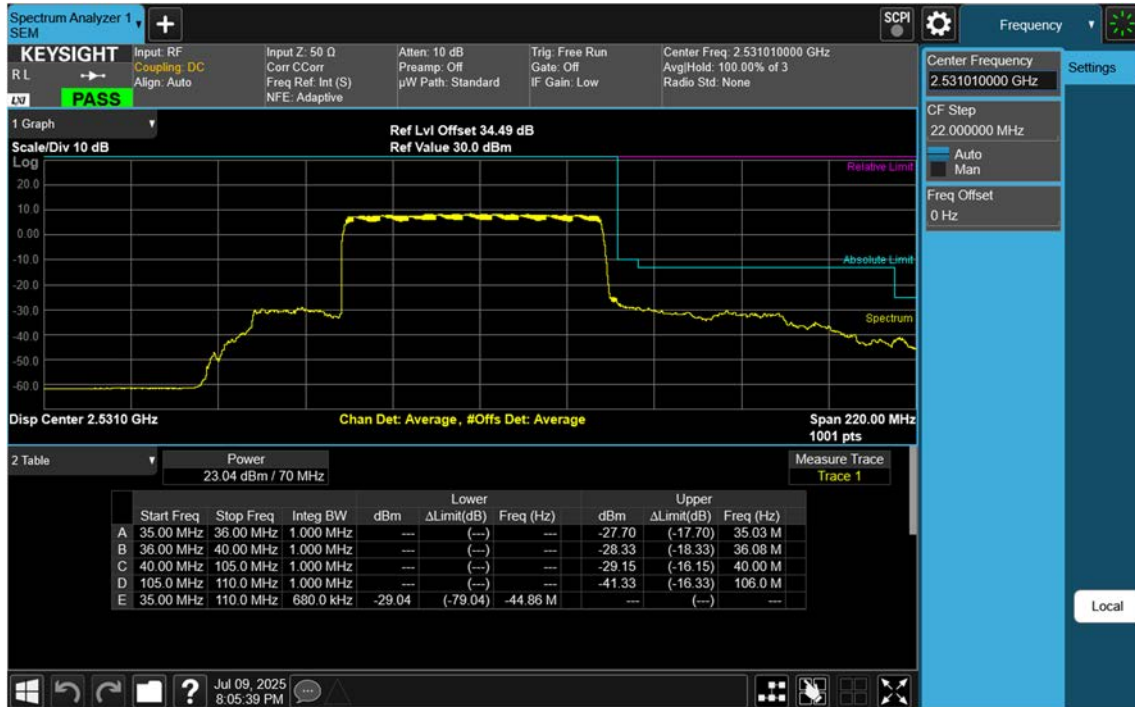 Spectrum Analyzer 1
SEM
SCPI
Frequency
KEYSIGHT
R L
LXI
PASS
Input: RF
Coupling: DC
Align: Auto
Input Z: 50 Ω
Corr CCorr
Freq Ref: Int (S)
NFE: Adaptive
Atten: 10 dB
Preamp: Off
µW Path: Standard
Trig: Free Run
Gate: Off
IF Gain: Low
Center Freq: 2.531010000 GHz
Avg|Hold: 100.00% of 3
Radio Std: None
Center Frequency
2.531010000 GHz
Settings
CF Step
22.000000 MHz
Auto
Man
Freq Offset
0 Hz
1 Graph
Scale/Div 10 dB
Ref Lvl Offset 34.49 dB
Ref Value 30.0 dBm
Log
20.0
10.0
0.00
-10.0
-20.0
-30.0
-40.0
-50.0
-60.0
Relative Limit
Absolute Limit
Spectrum
Disp Center 2.5310 GHz
Chan Det: Average, #Offs Det: Average
Span 220.00 MHz
1001 pts
2 Table
Power
23.04 dBm / 70 MHz
Measure Trace
Trace 1
Lower Upper
Start Freq Stop Freq Integ BW dBm ΔLimit(dB) Freq (Hz) dBm ΔLimit(dB) Freq (Hz)
A 35.00 MHz 36.00 MHz 1.000 MHz --- (---) --- -27.70 (-17.70) 35.03 M
B 36.00 MHz 40.00 MHz 1.000 MHz --- (---) --- -28.33 (-18.33) 36.08 M
C 40.00 MHz 105.0 MHz 1.000 MHz --- (---) --- -29.15 (-16.15) 40.00 M
D 105.0 MHz 110.0 MHz 1.000 MHz --- (---) --- -41.33 (-16.33) 106.0 M
E 35.00 MHz 110.0 MHz 680.0 kHz -29.04 (-79.04) -44.86 M --- (---) ---
Local
?
Jul 09, 2025
8:05:39 PM